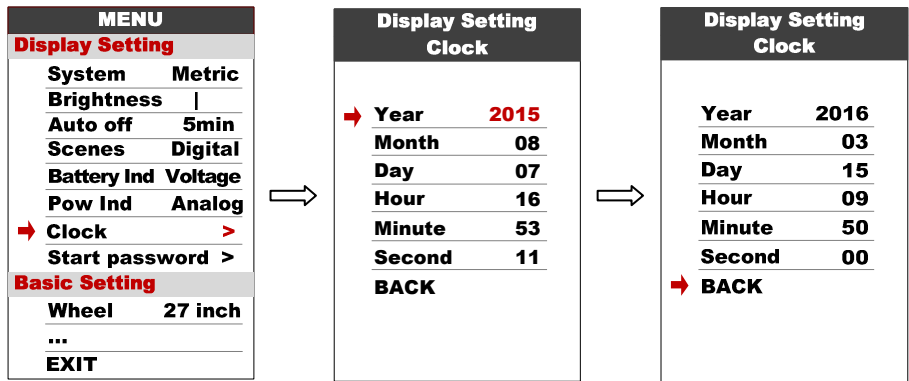 MENU
Display Setting
System Metric
Brightness |
Auto off 5min
Scenes Digital
Battery Ind Voltage
Pow Ind Analog
Clock >
Start password >
Basic Setting
Wheel 27 inch
...
EXIT
Display Setting
Clock
Year 2015
Month 08
Day 07
Hour 16
Minute 53
Second 11
BACK
Display Setting
Clock
Year 2016
Month 03
Day 15
Hour 09
Minute 50
Second 00
BACK